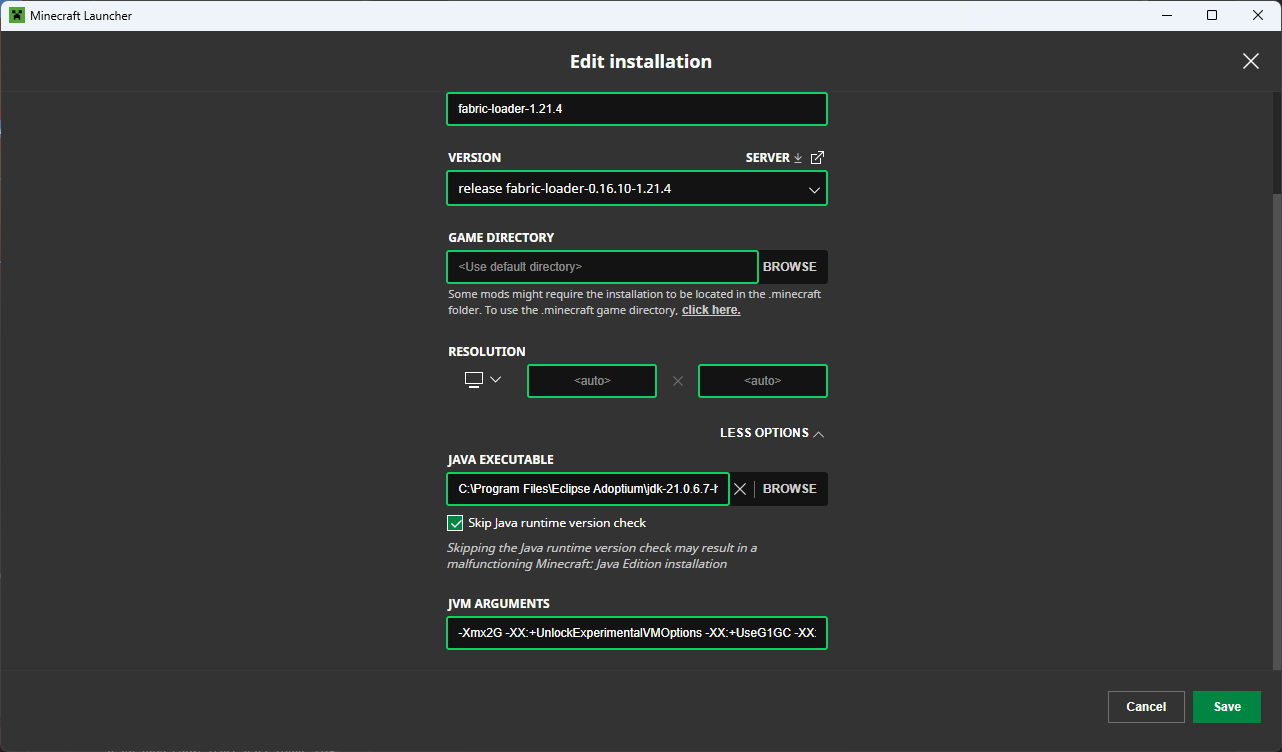 Minecraft Launcher
Edit installation
fabric-loader-1.21.4
VERSION
SERVER
release fabric-loader-0.16.10-1.21.4
GAME DIRECTORY
<Use default directory>
BROWSE
Some mods might require the installation to be located in the .minecraft
folder. To use the .minecraft game directory, click here.
RESOLUTION
<auto>
<auto>
LESS OPTIONS
JAVA EXECUTABLE
C:\Program Files\Eclipse Adoptium\jdk-21.0.6.7-h
BROWSE
Skip Java runtime version check
Skipping the Java runtime version check may result in a
malfunctioning Minecraft: Java Edition installation
JVM ARGUMENTS
-Xmx2G -XX:+UnlockExperimentalVMOptions -XX:+UseG1GC -XX:
Cancel
Save